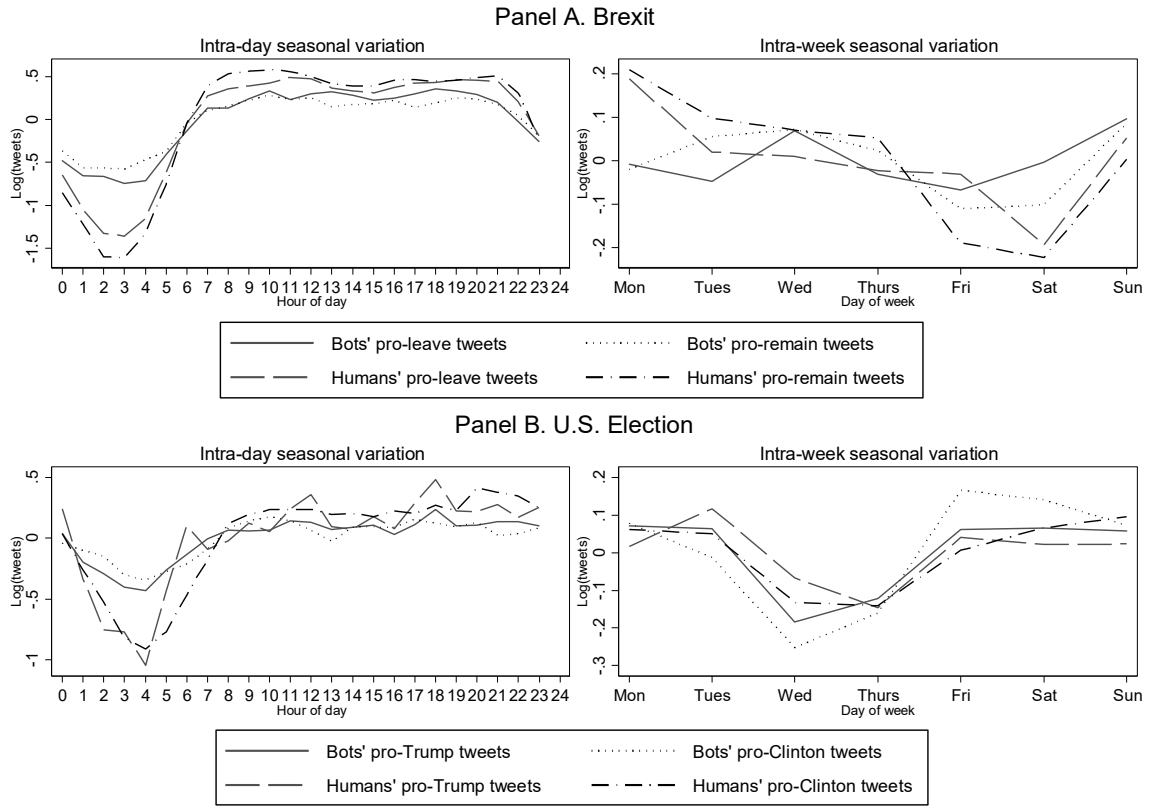 Panel A. Brexit
Intra-day seasonal variation
Log(tweets)
.5
0
-.5
-1
-1.5
0 1 2 3 4 5 6 7 8 9 10 11 12 13 14 15 16 17 18 19 20 21 22 23 24
Hour of day
Intra-week seasonal variation
Log(tweets)
.2
.1
0
-.1
-.2
Mon Tues Wed Thurs Fri Sat Sun
Day of week
Bots' pro-leave tweets
Bots' pro-remain tweets
Humans' pro-leave tweets
Humans' pro-remain tweets
Panel B. U.S. Election
Intra-day seasonal variation
Log(tweets)
.5
0
-.5
-1
0 1 2 3 4 5 6 7 8 9 10 11 12 13 14 15 16 17 18 19 20 21 22 23 24
Hour of day
Intra-week seasonal variation
Log(tweets)
.2
.1
0
-.1
-.2
-.3
Mon Tues Wed Thurs Fri Sat Sun
Day of week
Bots' pro-Trump tweets
Bots' pro-Clinton tweets
Humans' pro-Trump tweets
Humans' pro-Clinton tweets